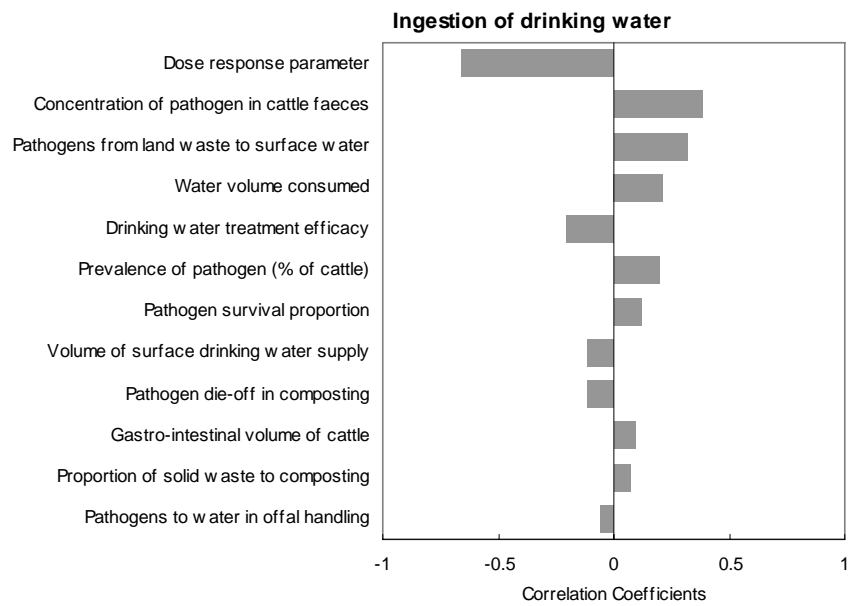 Ingestion of drinking water
Dose response parameter
Concentration of pathogen in cattle faeces
Pathogens from land waste to surface water
Water volume consumed
Drinking water treatment efficacy
Prevalence of pathogen (% of cattle)
Pathogen survival proportion
Volume of surface drinking water supply
Pathogen die-off in composting
Gastro-intestinal volume of cattle
Proportion of solid waste to composting
Pathogens to water in offal handling
-1 -0.5 0 0.5 1
Correlation Coefficients